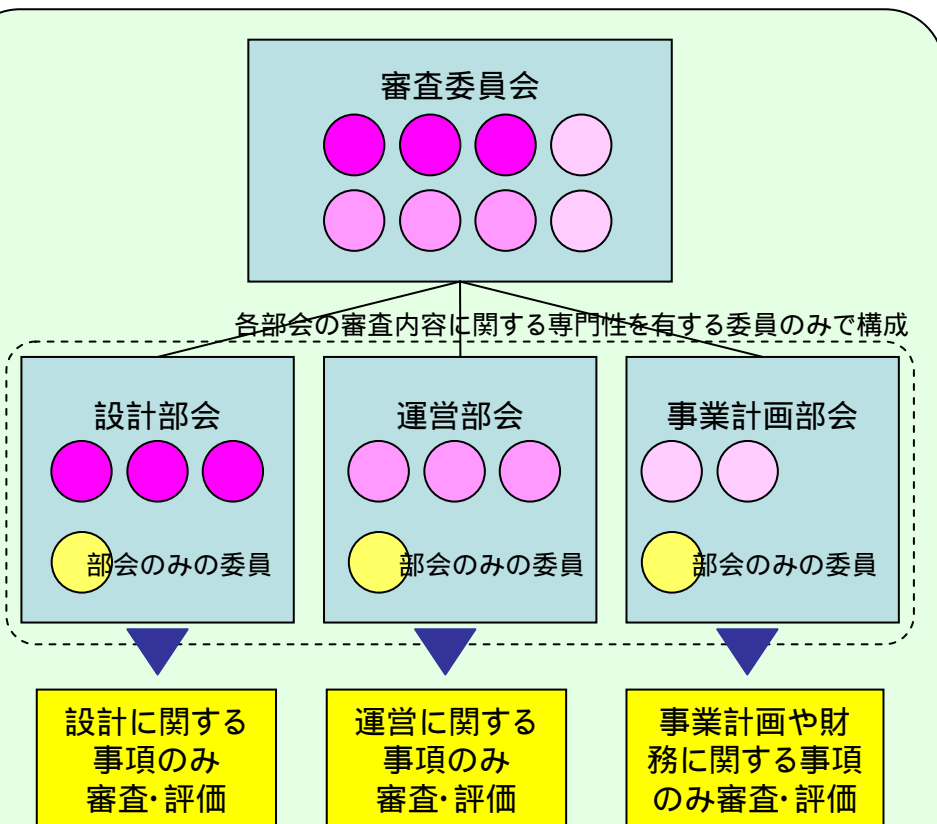 審査委員会
各部会の審査内容に関する専門性を有する委員のみで構成
設計部会
部会のみの委員
運営部会
部会のみの委員
事業計画部会
部会のみの委員
設計に関する
事項のみ
審査・評価
運営に関する
事項のみ
審査・評価
事業計画や財
務に関する事項
のみ審査・評価